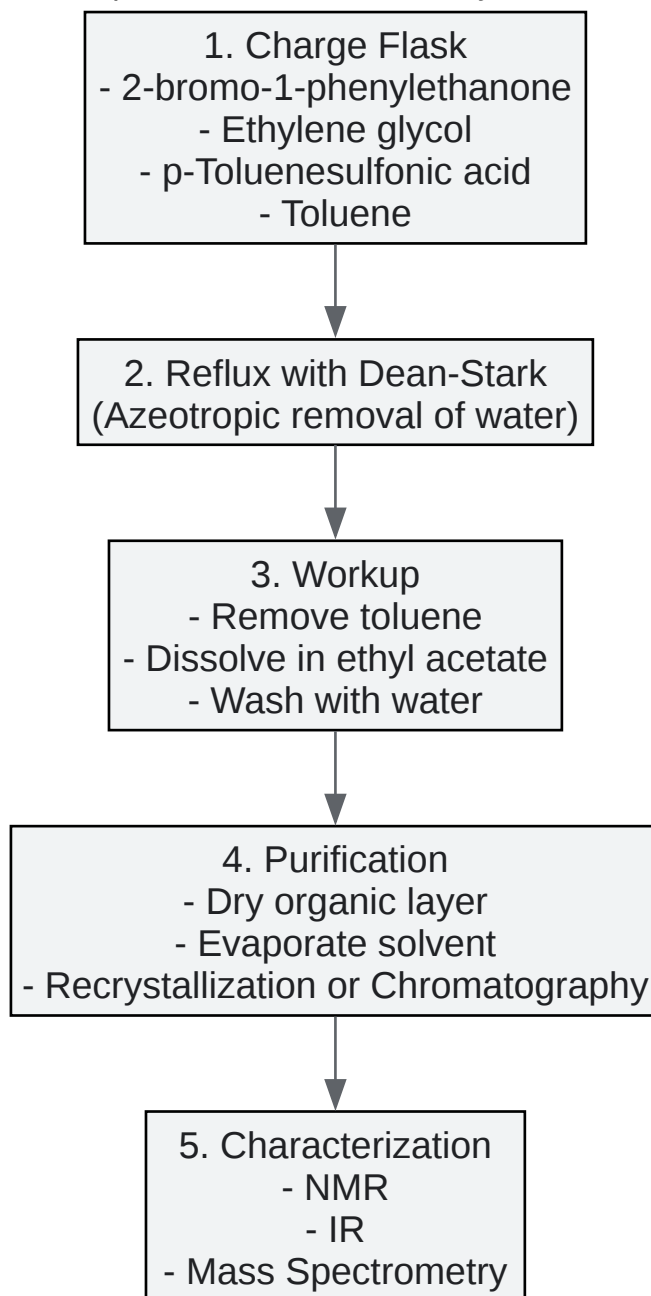 1. Charge Flask
- 2-bromo-1-phenylethanone
- Ethylene glycol
- p-Toluenesulfonic acid
- Toluene
2. Reflux with Dean-Stark
(Azeotropic removal of water)
3. Workup
- Remove toluene
- Dissolve in ethyl acetate
- Wash with water
4. Purification
- Dry organic layer
- Evaporate solvent
- Recrystallization or Chromatography
5. Characterization
- NMR
- IR
- Mass Spectrometry